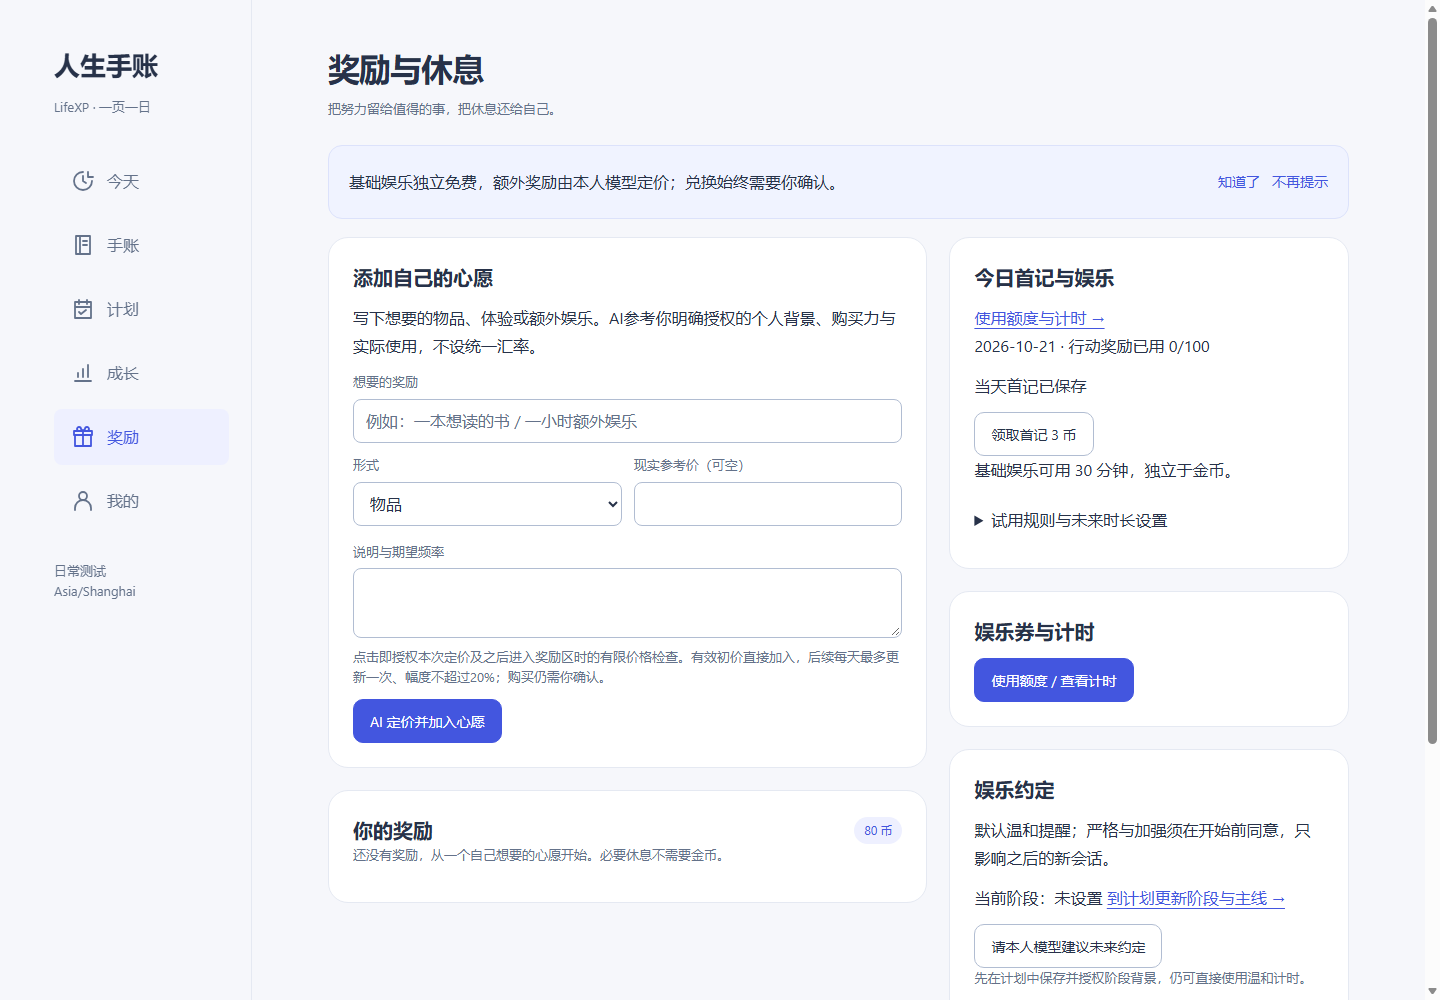 人生手账
LifeXP · 一页一日
今天
手账
计划
成长
奖励
我的
日常测试
Asia/Shanghai
奖励与休息
把努力留给值得的事，把休息还给自己。
基础娱乐独立免费，额外奖励由本人模型定价；兑换始终需要你确认。
知道了 不再提示
添加自己的心愿
写下想要的物品、体验或额外娱乐。AI参考你明确授权的个人背景、购买力与
实际使用，不设统一汇率。
想要的奖励
例如：一本想读的书 / 一小时额外娱乐
形式
现实参考价（可空）
物品
说明与期望频率
点击即授权本次定价及之后进入奖励区时的有限价格检查。有效初价直接加入，后续每天最多更
新一次、幅度不超过20%；购买仍需你确认。
AI 定价并加入心愿
你的奖励
80 币
还没有奖励，从一个自己想要的心愿开始。必要休息不需要金币。
今日首记与娱乐
使用额度与计时 →
2026-10-21 · 行动奖励已用 0/100
当天首记已保存
领取首记 3 币
基础娱乐可用 30 分钟，独立于金币。
▶ 试用规则与未来时长设置
娱乐券与计时
使用额度 / 查看计时
娱乐约定
默认温和提醒；严格与加强须在开始前同意，只
影响之后的新会话。
当前阶段：未设置 到计划更新阶段与主线 →
请本人模型建议未来约定
先在计划中保存并授权阶段背景，仍可直接使用温和计时。